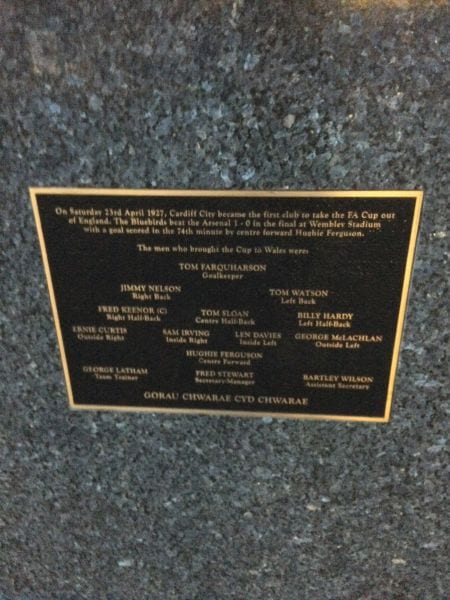 On Saturday 23rd April 1927, Cardiff City became the first club to take the FA Cup out
of England. The Bluebirds beat the Arsenal 1 - 0 in the final at Wembley Stadium
with a goal scored in the 74th minute by centre forward Hughie Ferguson.
The men who brought the Cup to Wales were:
TOM FARQUHARSON
Goalkeeper
JIMMY NELSON TOM WATSON
Right Back Left Back
FRED KEENOR (C) TOM SLOAN BILLY HARDY
Right Half-Back Centre Half-Back Left Half-Back
ERNIE CURTIS SAM IRVING LEN DAVIES GEORGE McLACHLAN
Outside Right Inside Right Inside Left Outside Left
HUGHIE FERGUSON
Centre Forward
GEORGE LATHAM FRED STEWART BARTLEY WILSON
Team Trainer Secretary-Manager Assistant Secretary
GORAU CHWARAE CYD CHWARAE